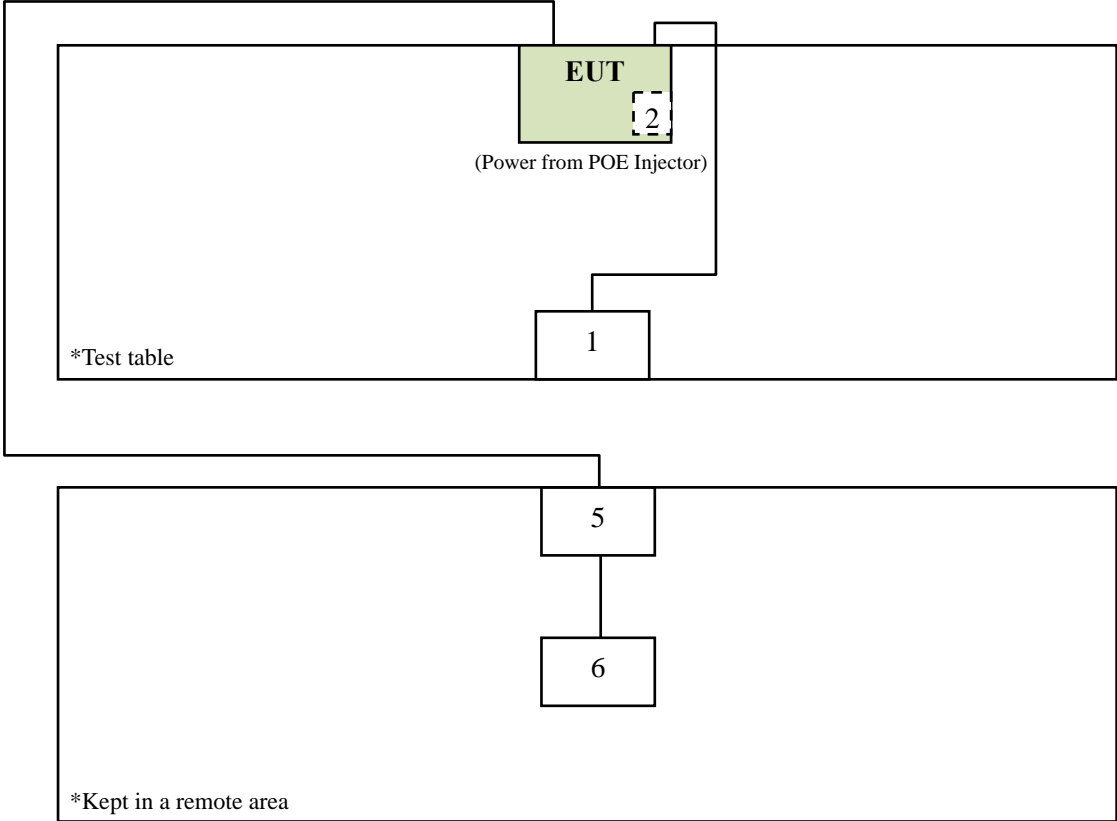 EUT
2
(Power from POE Injector)
1
*Test table
5
6
*Kept in a remote area